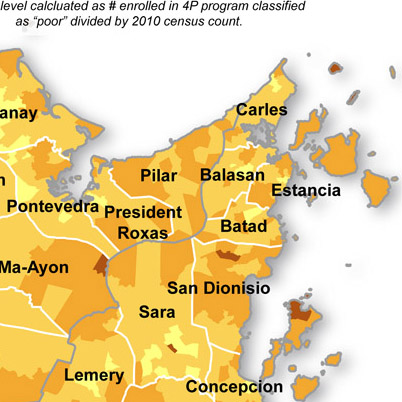 level calcluated as # enrolled in 4P program classified
as “poor” divided by 2010 census count.
anay
Carles
Pilar
Balasan
n
Estancia
Pontevedra
President
Roxas
Batad
Ma-Ayon
San Dionisio
Sara
Lemery
Concepcion